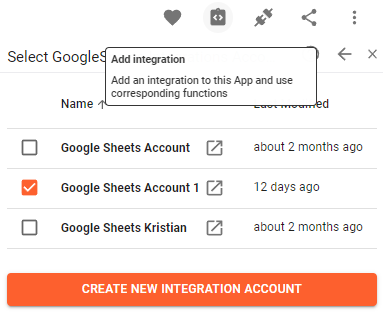 Select GoogleS
Add integration
Add an integration to this App and use
corresponding functions
Name
Google Sheets Account
about 2 months ago
Google Sheets Account 1
12 days ago
Google Sheets Kristian
about 2 months ago
CREATE NEW INTEGRATION ACCOUNT